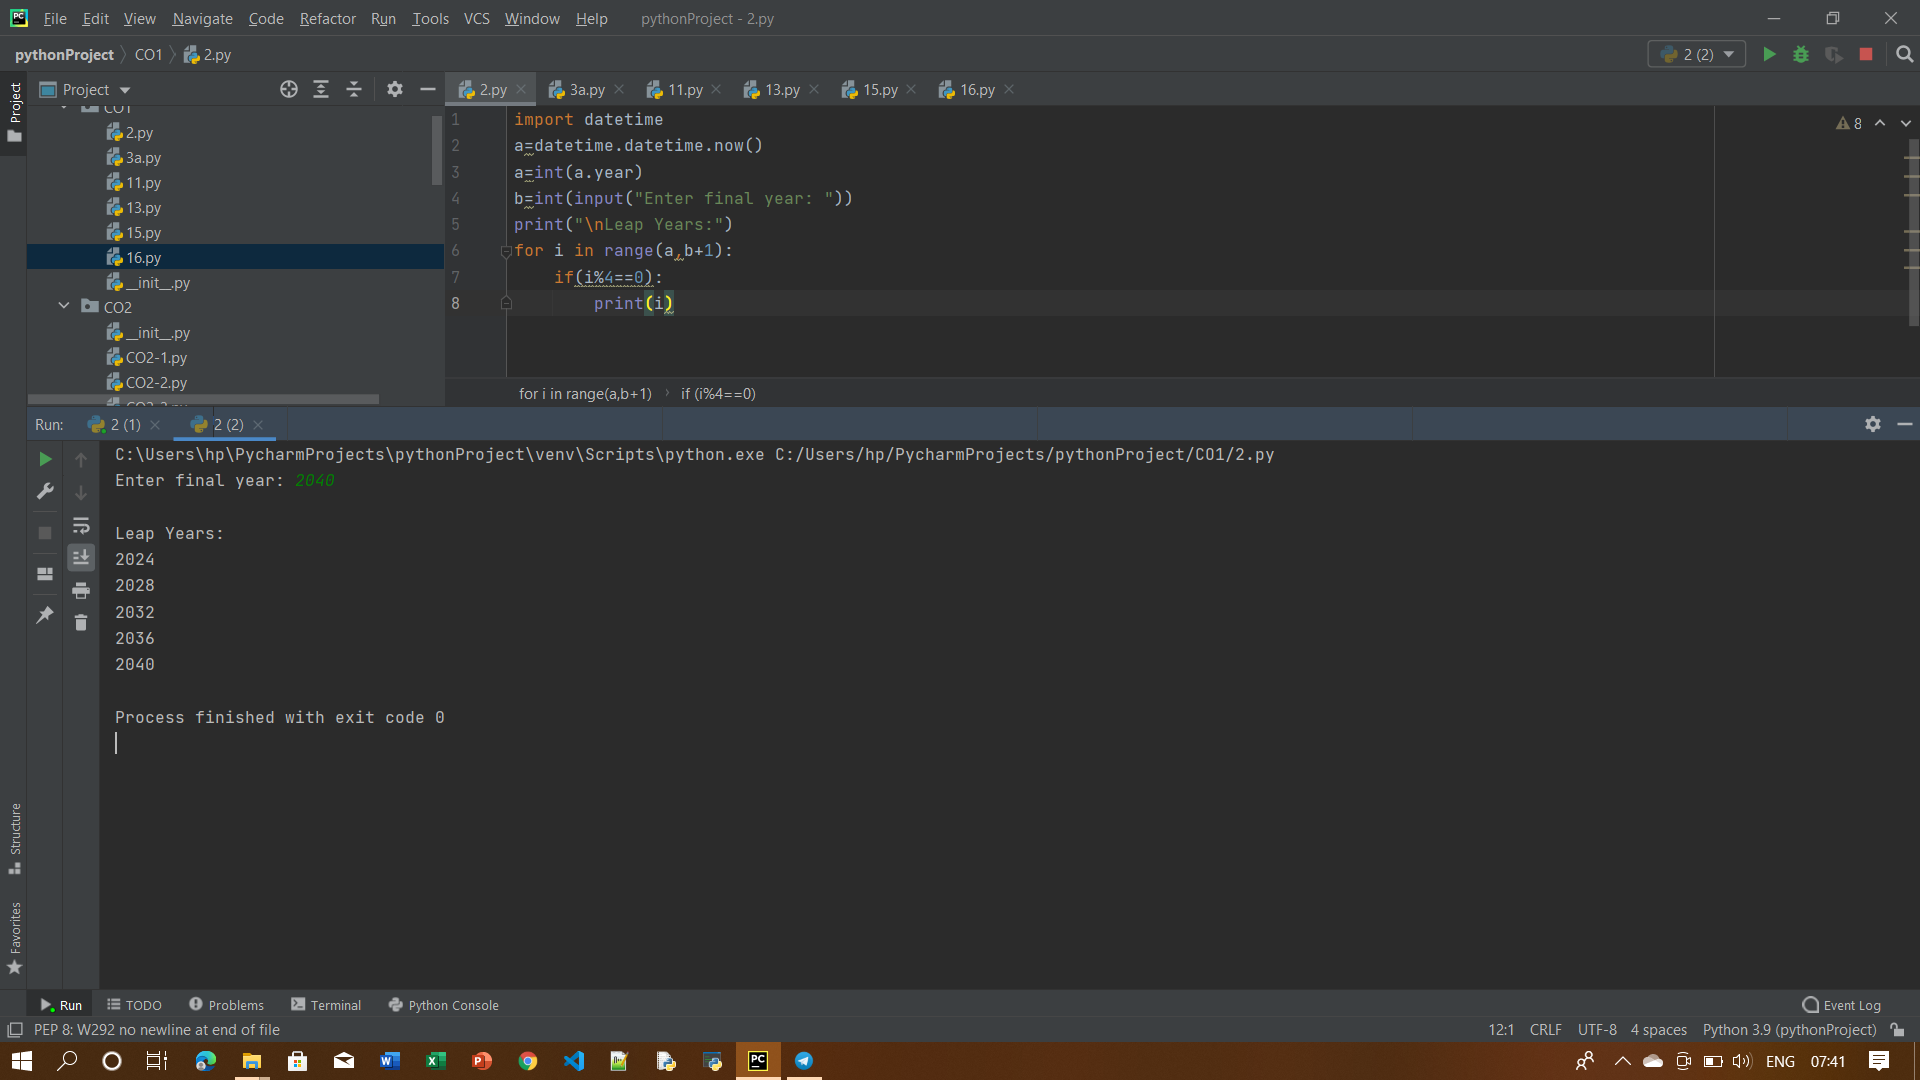 File Edit View Navigate Code Refactor Run Tools VCS Window Help pythonProject - 2.py
pythonProject CO1 2.py 2 (2)
Project
Project
2.py 3a.py 11.py 13.py 15.py 16.py
CO1
2.py
3a.py
11.py
13.py
15.py
16.py
__init__.py
CO2
__init__.py
CO2-1.py
CO2-2.py
1 import datetime
2 a=datetime.datetime.now()
3 a=int(a.year)
4 b=int(input("Enter final year: "))
5 print("\nLeap Years:")
6 for i in range(a,b+1):
7 if(i%4==0):
8 print(i)
8
for i in range(a,b+1) if (i%4==0)
Run: 2 (1) 2 (2)
C:\Users\hp\PycharmProjects\pythonProject\venv\Scripts\python.exe C:/Users/hp/PycharmProjects/pythonProject/CO1/2.py
Enter final year: 2040
Leap Years:
2024
2028
2032
2036
2040
Process finished with exit code 0
Structure
Favorites
Run TODO Problems Terminal Python Console Event Log
PEP 8: W292 no newline at end of file 12:1 CRLF UTF-8 4 spaces Python 3.9 (pythonProject)
ENG 07:41